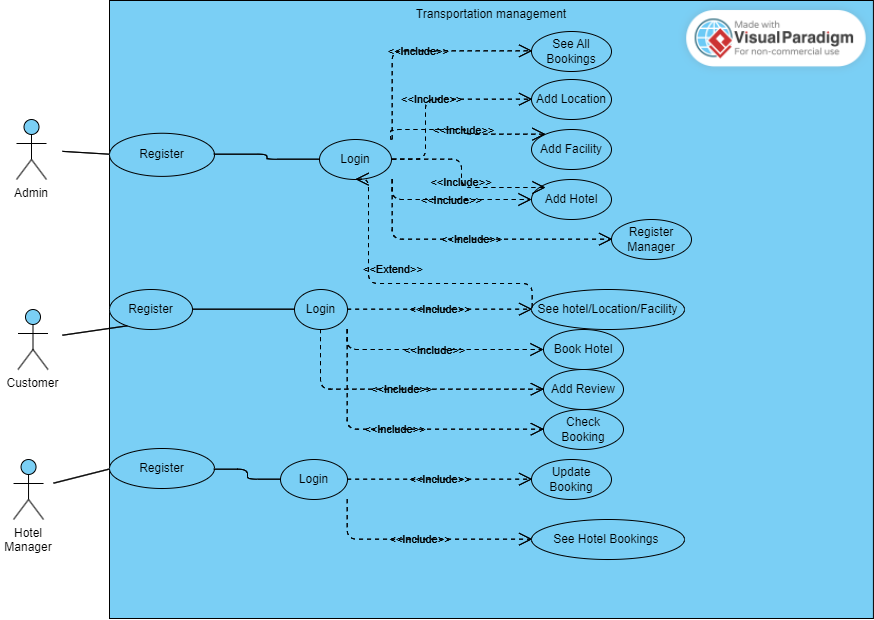 Transportation management
Made with
VisualParadigm
For non-commercial use
<<Include>>
See All
Bookings
<<Include>>
Add Location
<<Include>>
Add Facility
Register
Login
Admin
<<Include>>
<<Include>>
Add Hotel
<<Include>>
Register
Manager
<<Extend>>
Register
Login
<<Include>>
See hotel/Location/Facility
<<Include>>
Book Hotel
Customer
<<Include>>
Add Review
<<Include>>
Check
Booking
Register
Login
<<Include>>
Update
Booking
Hotel
Manager
<<Include>>
See Hotel Bookings